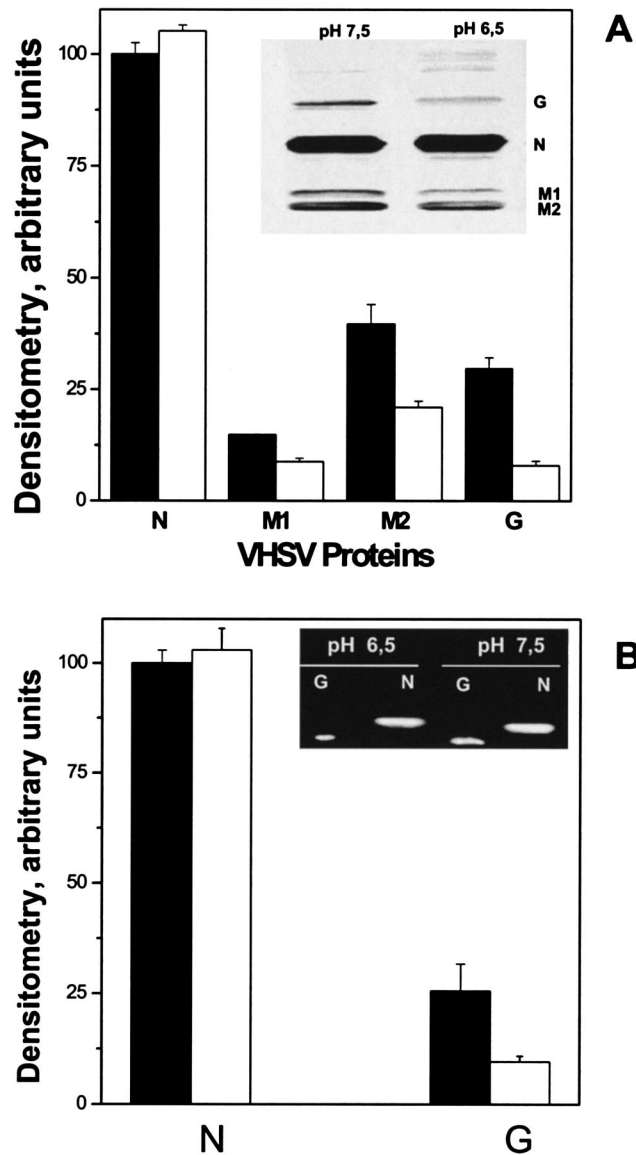 A
Densitometry, arbitrary units
100
75
50
25
0
pH 7,5 pH 6,5
G
N
M1
M2
N M1 M2 G
VHSV Proteins
B
Densitometry, arbitrary units
100
75
50
25
0
pH 6,5 pH 7,5
G N G N
N G